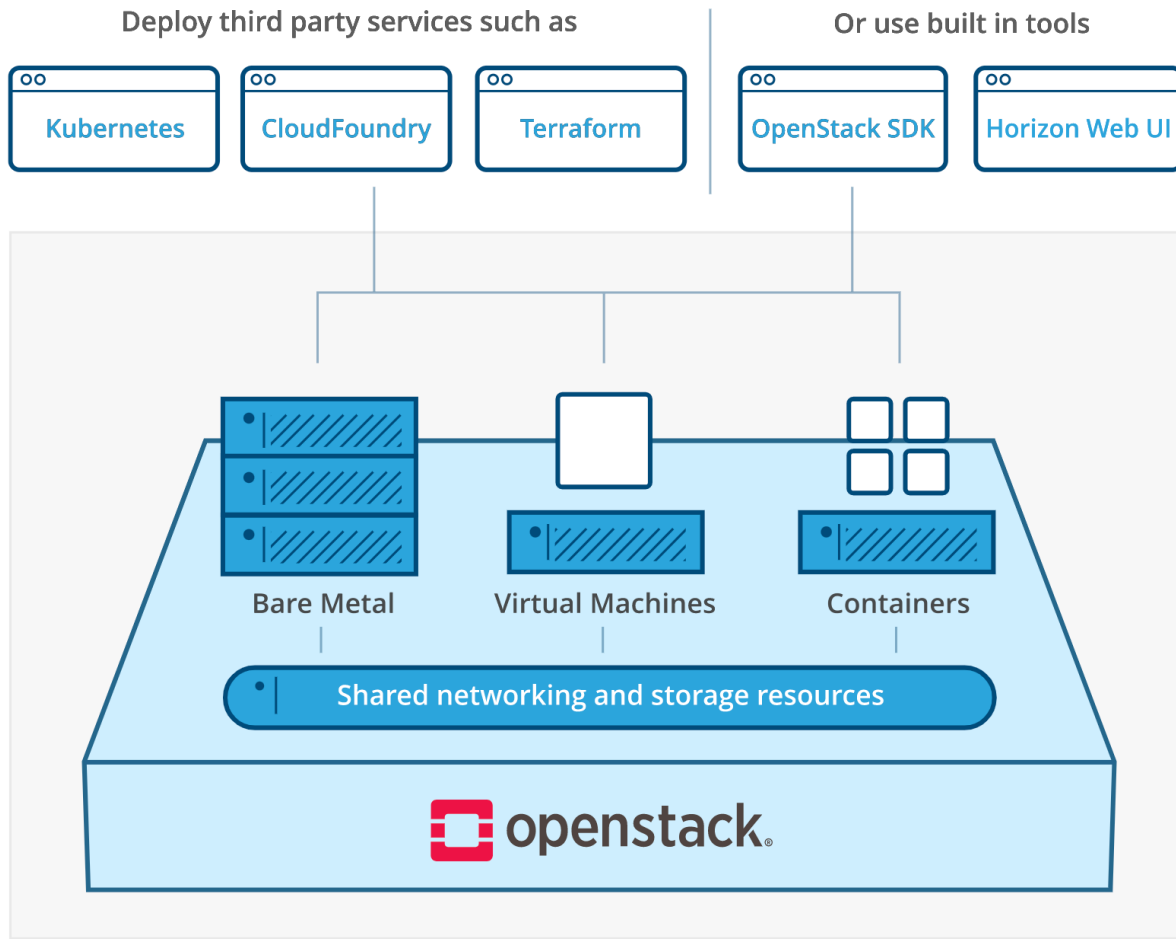 Deploy third party services such as
Or use built in tools
Kubernetes
CloudFoundry
Terraform
OpenStack SDK
Horizon Web UI
Bare Metal
Virtual Machines
Containers
Shared networking and storage resources
openstack®